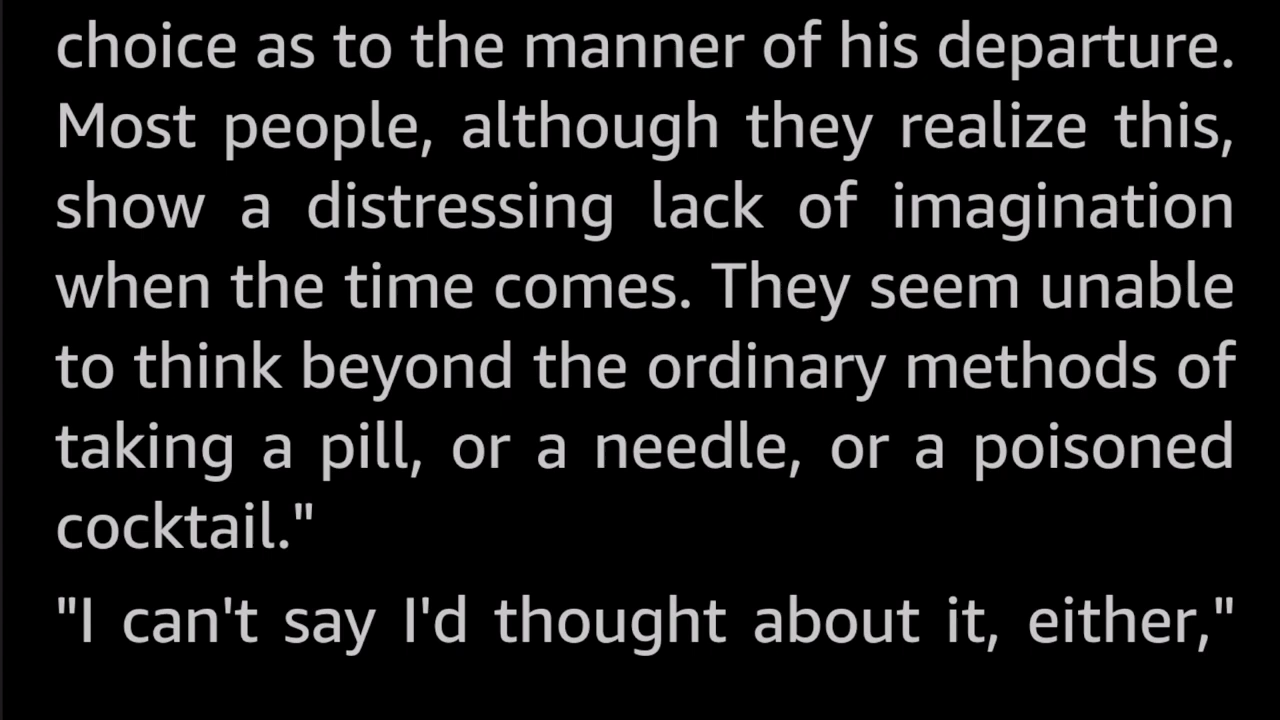 choice as to the manner of his departure.
Most people, although they realize this,
show a distressing lack of imagination
when the time comes. They seem unable
to think beyond the ordinary methods of
taking a pill, or a needle, or a poisoned
cocktail."
"I can't say I'd thought about it, either,"